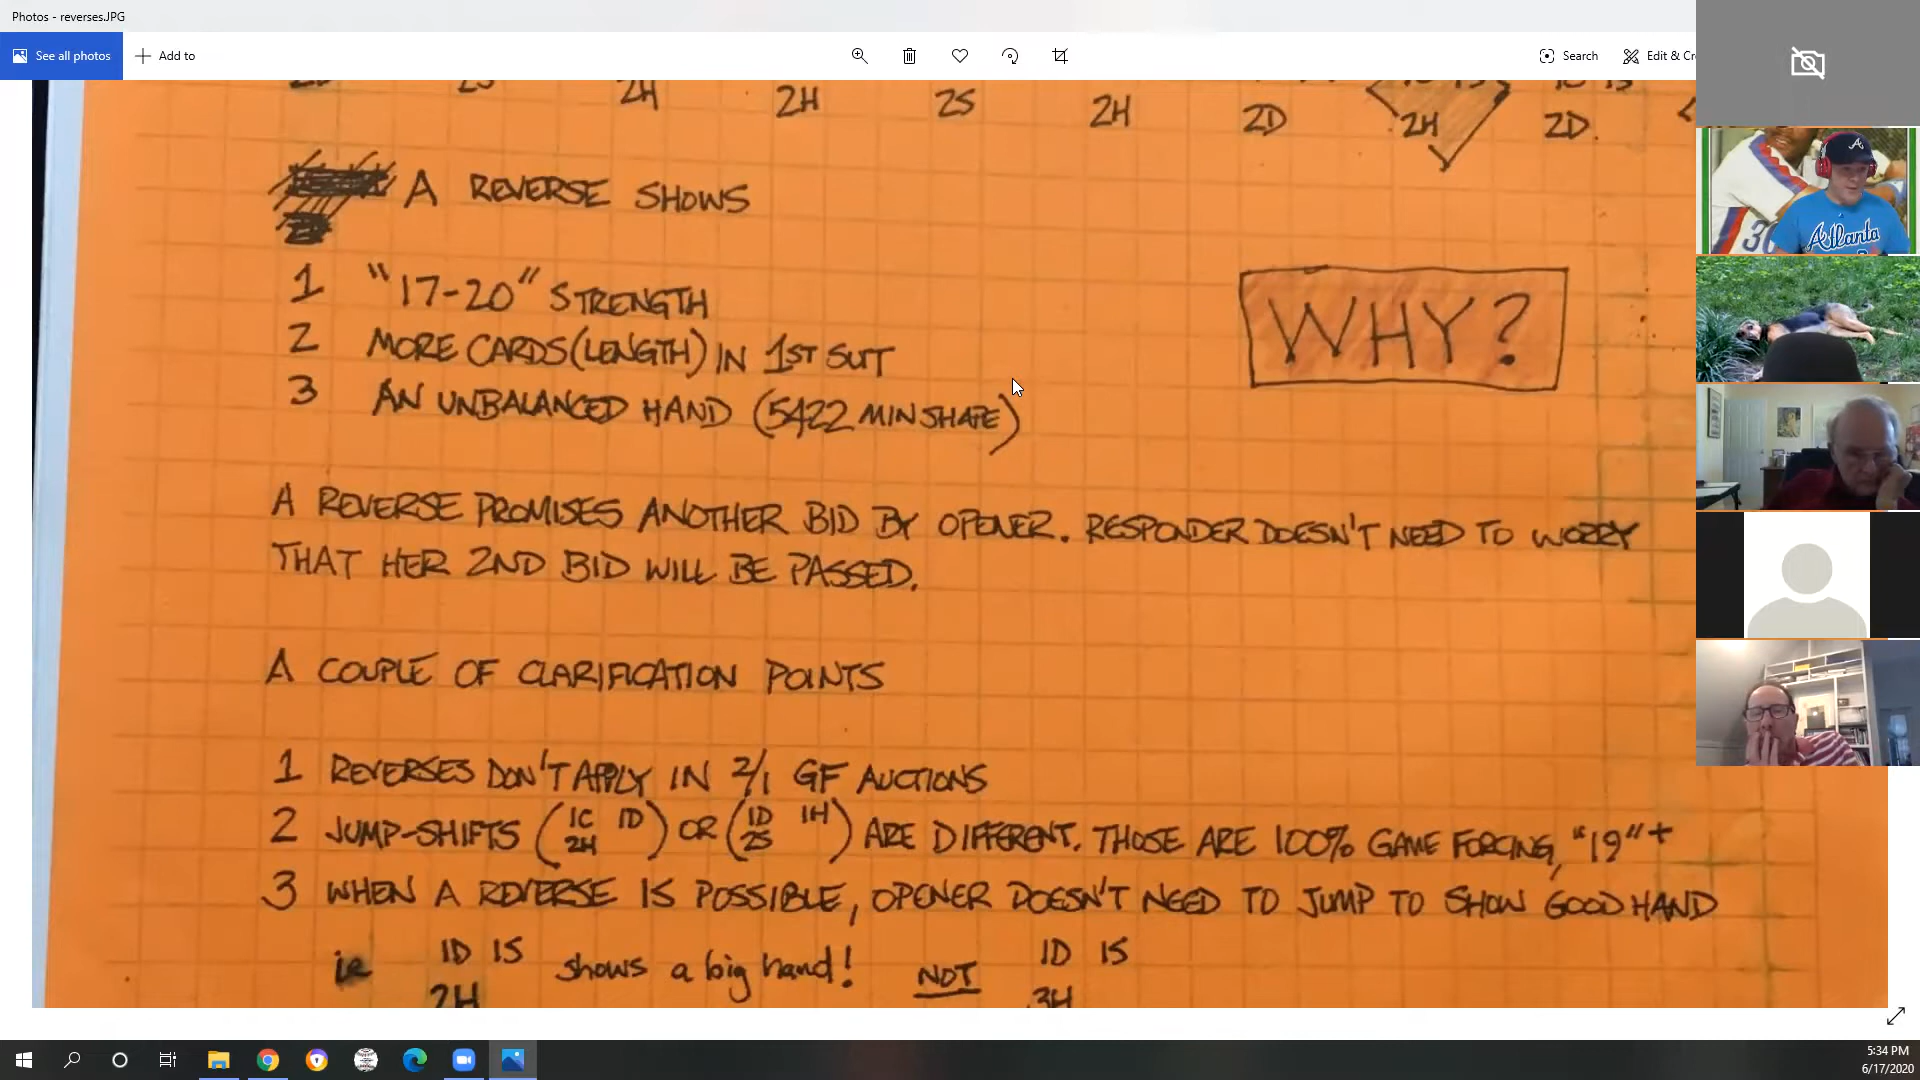 Photos - reverses.JPG
See all photos
Add to
Search
Edit & Cr
2S 2H 2H 2S 2H 2D 2H 2D
A REVERSE SHOWS
1 "17-20" STRENGTH
2 MORE CARDS (LENGTH) IN 1ST SUIT
3 AN UNBALANCED HAND (5422 MIN SHAPE)
WHY?
A REVERSE PROMISES ANOTHER BID BY OPENER. RESPONDER DOESN'T NEED TO WORRY
THAT HER 2ND BID WILL BE PASSED.
A COUPLE OF CLARIFICATION POINTS
1 REVERSES DON'T APPLY IN 2/1 GF AUCTIONS
2 JUMP-SHIFTS (1C 1D 2H) OR (1D 1H 2S) ARE DIFFERENT. THOSE ARE 100% GAME FORCING, "19"+
3 WHEN A REVERSE IS POSSIBLE, OPENER DOESN'T NEED TO JUMP TO SHOW GOOD HAND
ie 1D 1S shows a big hand! NOT 1D 1S
2H 3H
A
Atlanta
30
5:34 PM
6/17/2020